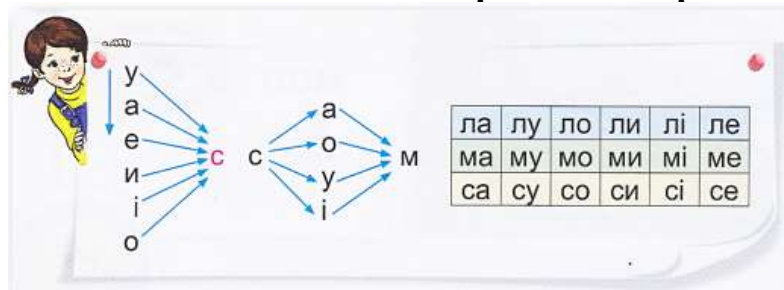 у
а
е
и
і
о
с
с
а
о
у
і
м
ла лу ло ли лі ле
ма му мо ми мі ме
са су со си сі се